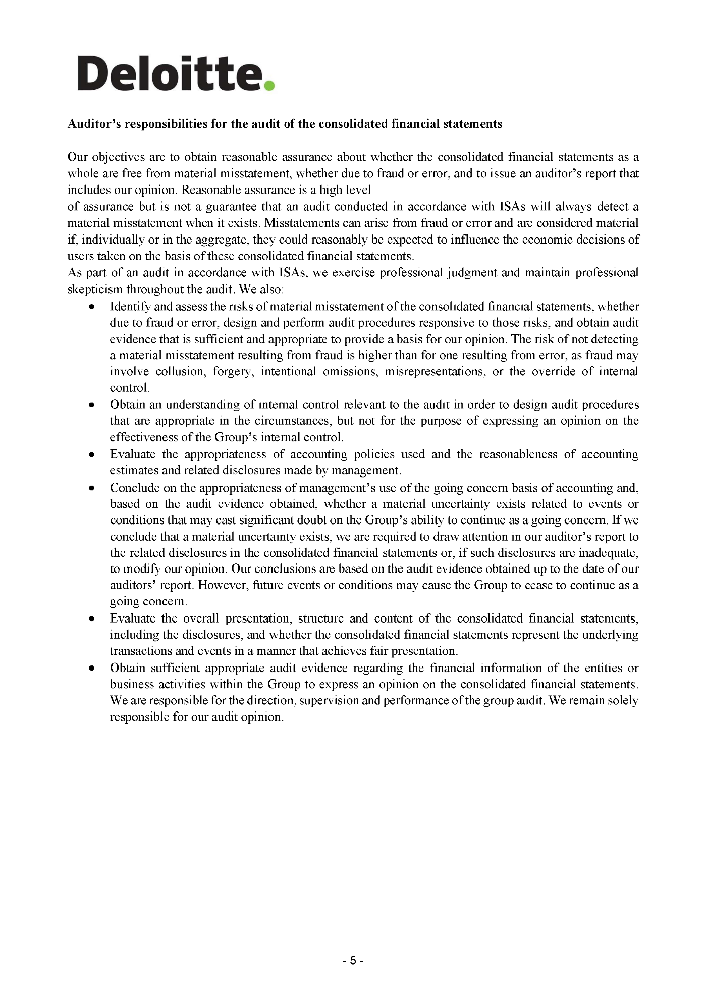 Deloitte.
Auditor’s responsibilities for the audit of the consolidated financial statements
Our objectives are to obtain reasonable assurance about whether the consolidated financial statements as a
whole are free from material misstatement, whether due to fraud or error, and to issue an auditor’s report that
includes our opinion. Reasonable assurance is a high level
of assurance but is not a guarantee that an audit conducted in accordance with ISAs will always detect a
material misstatement when it exists. Misstatements can arise from fraud or error and are considered material
if, individually or in the aggregate, they could reasonably be expected to influence the economic decisions of
users taken on the basis of these consolidated financial statements.
As part of an audit in accordance with ISAs, we exercise professional judgment and maintain professional
skepticism throughout the audit. We also:
• Identify and assess the risks of material misstatement of the consolidated financial statements, whether
due to fraud or error, design and perform audit procedures responsive to those risks, and obtain audit
evidence that is sufficient and appropriate to provide a basis for our opinion. The risk of not detecting
a material misstatement resulting from fraud is higher than for one resulting from error, as fraud may
involve collusion, forgery, intentional omissions, misrepresentations, or the override of internal
control.
• Obtain an understanding of internal control relevant to the audit in order to design audit procedures
that are appropriate in the circumstances, but not for the purpose of expressing an opinion on the
effectiveness of the Group’s internal control.
• Evaluate the appropriateness of accounting policies used and the reasonableness of accounting
estimates and related disclosures made by management.
• Conclude on the appropriateness of management’s use of the going concern basis of accounting and,
based on the audit evidence obtained, whether a material uncertainty exists related to events or
conditions that may cast significant doubt on the Group’s ability to continue as a going concern. If we
conclude that a material uncertainty exists, we are required to draw attention in our auditor’s report to
the related disclosures in the consolidated financial statements or, if such disclosures are inadequate,
to modify our opinion. Our conclusions are based on the audit evidence obtained up to the date of our
auditors’ report. However, future events or conditions may cause the Group to cease to continue as a
going concern.
• Evaluate the overall presentation, structure and content of the consolidated financial statements,
including the disclosures, and whether the consolidated financial statements represent the underlying
transactions and events in a manner that achieves fair presentation.
• Obtain sufficient appropriate audit evidence regarding the financial information of the entities or
business activities within the Group to express an opinion on the consolidated financial statements.
We are responsible for the direction, supervision and performance of the group audit. We remain solely
responsible for our audit opinion.
- 5 -